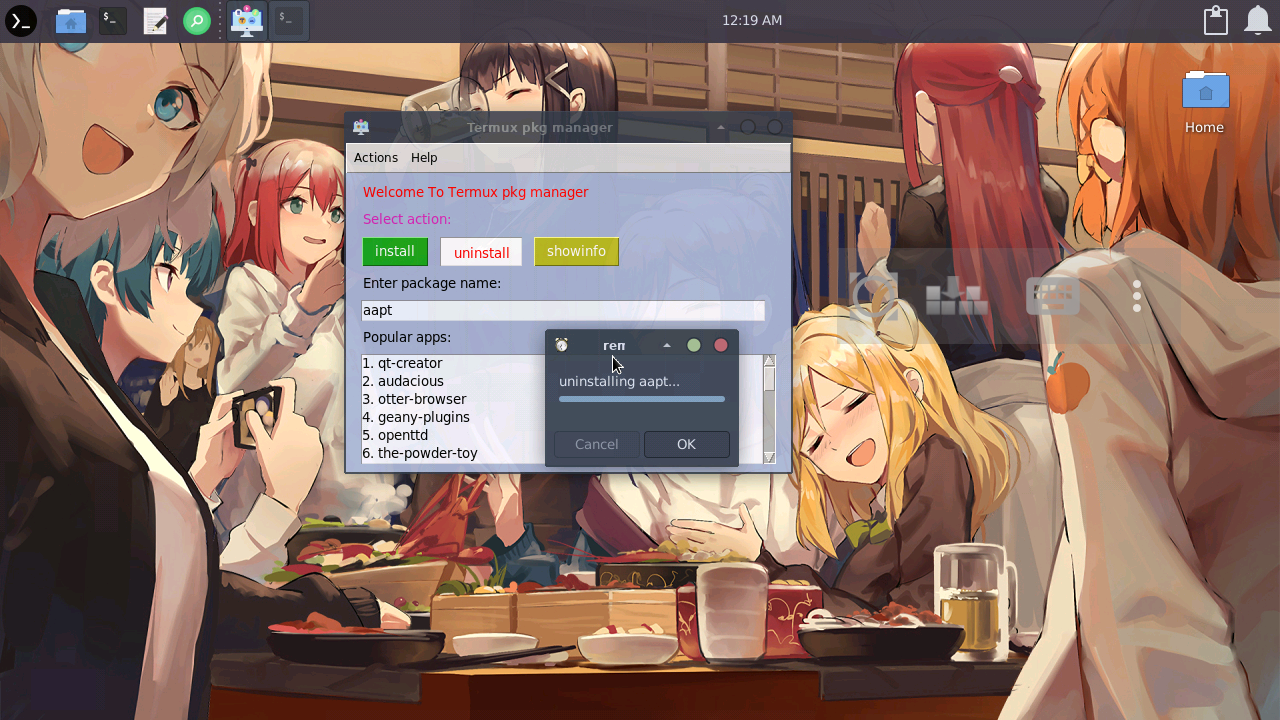 12:19 AM
Home
Termux pkg manager
Actions Help
Welcome To Termux pkg manager
Select action:
install uninstall showinfo
Enter package name:
aapt
Popular apps:
1. qt-creator
2. audacious
3. otter-browser
4. geany-plugins
5. openttd
6. the-powder-toy
uninstalling aapt...
Cancel OK